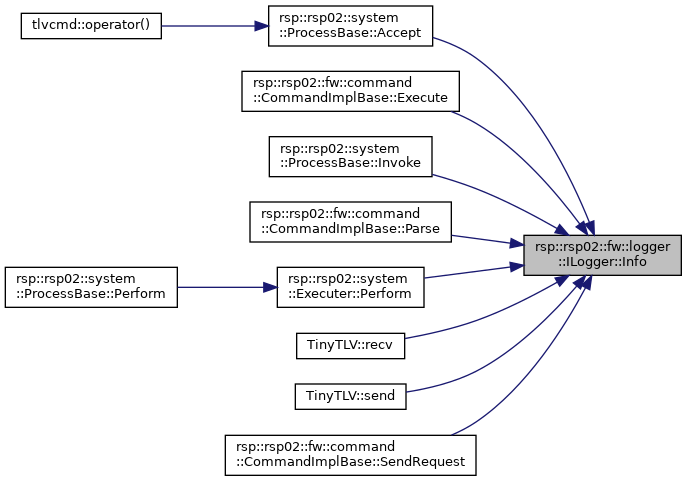 tlvcmd::operator()
rsp::rsp02::system
::ProcessBase::Accept
rsp::rsp02::fw::command
::CommandImplBase::Execute
rsp::rsp02::system
::ProcessBase::Invoke
rsp::rsp02::fw::command
::CommandImplBase::Parse
rsp::rsp02::fw::logger
::ILogger::Info
rsp::rsp02::system
::ProcessBase::Perform
rsp::rsp02::system
::Executer::Perform
TinyTLV::recv
TinyTLV::send
rsp::rsp02::fw::command
::CommandImplBase::SendRequest